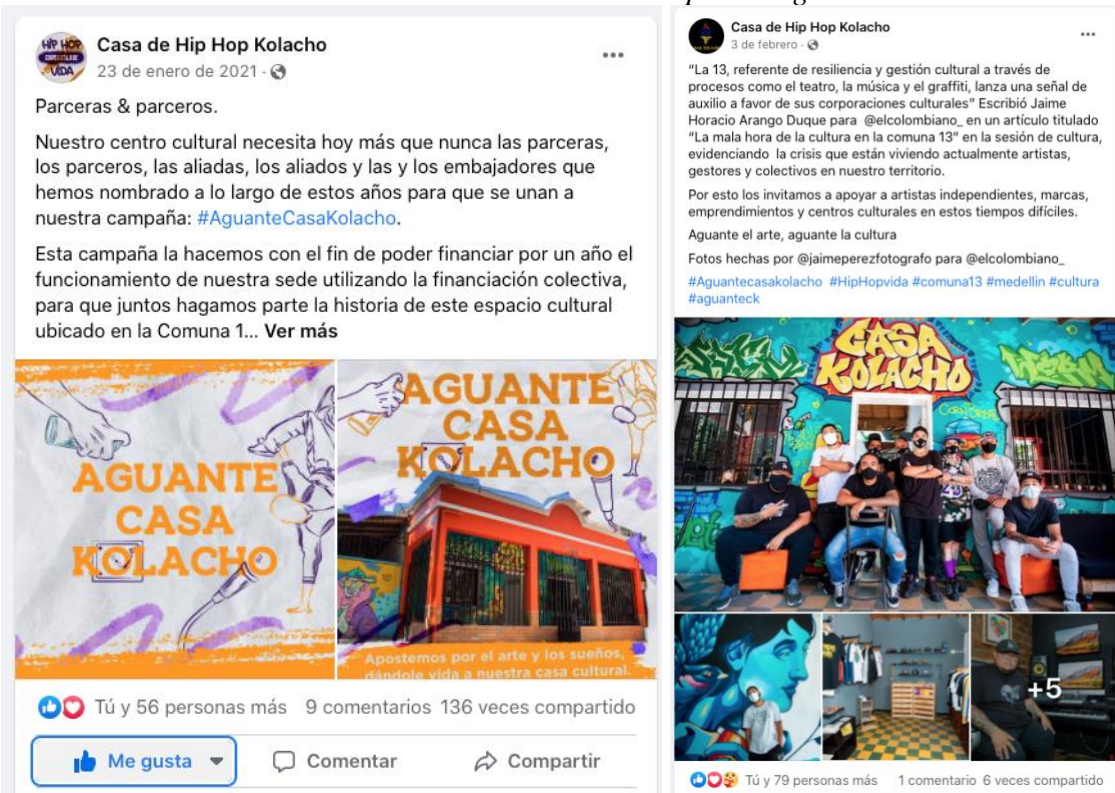 HIP HOP
VIDA
Casa de Hip Hop Kolacho
23 de enero de 2021 ·
Parceras & parceros.
Nuestro centro cultural necesita hoy más que nunca las parceras,
los parceros, las aliadas, los aliados y las y los embajadores que
hemos nombrado a lo largo de estos años para que se unan a
nuestra campaña: #AguanteCasaKolacho.
Esta campaña la hacemos con el fin de poder financiar por un año el
funcionamiento de nuestra sede utilizando la financiación colectiva,
para que juntos hagamos parte la historia de este espacio cultural
ubicado en la Comuna 1... Ver más
AGUANTE
CASA
KOLACHO
AGUANTE
CASA
KOLACHO
Apostemos por el arte y los sueños,
dándole vida a nuestra casa cultural.
Tú y 56 personas más 9 comentarios 136 veces compartido
Me gusta Comentar Compartir
Casa de Hip Hop Kolacho
3 de febrero ·
“La 13, referente de resiliencia y gestión cultural a través de
procesos como el teatro, la música y el graffiti, lanza una señal de
auxilio a favor de sus corporaciones culturales” Escribió Jaime
Horacio Arango Duque para @elcolombiano_ en un artículo titulado
“La mala hora de la cultura en la comuna 13” en la sesión de cultura,
evidenciando la crisis que están viviendo actualmente artistas,
gestores y colectivos en nuestro territorio.
Por esto los invitamos a apoyar a artistas independientes, marcas,
emprendimientos y centros culturales en estos tiempos difíciles.
Aguante el arte, aguante la cultura
Fotos hechas por @jaimeperezfotografo para @elcolombiano_
#Aguantecasakolacho #HipHopvida #comuna13 #medellin #cultura
#aguanteck
CASA
KOLACHO
+5
Tú y 79 personas más 1 comentario 6 veces compartido